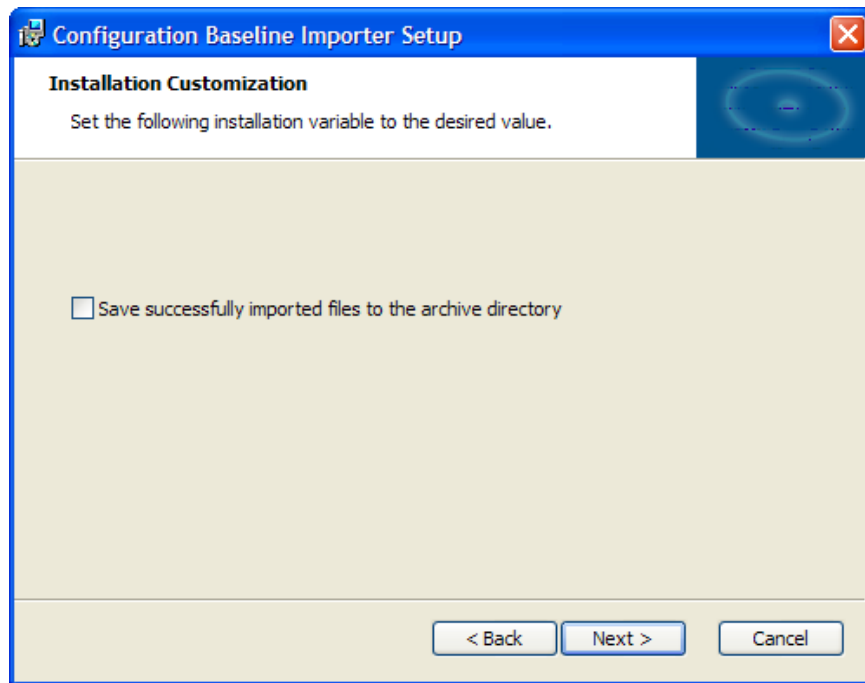 Configuration Baseline Importer Setup
Installation Customization
Set the following installation variable to the desired value.
Save successfully imported files to the archive directory
< Back
Next >
Cancel